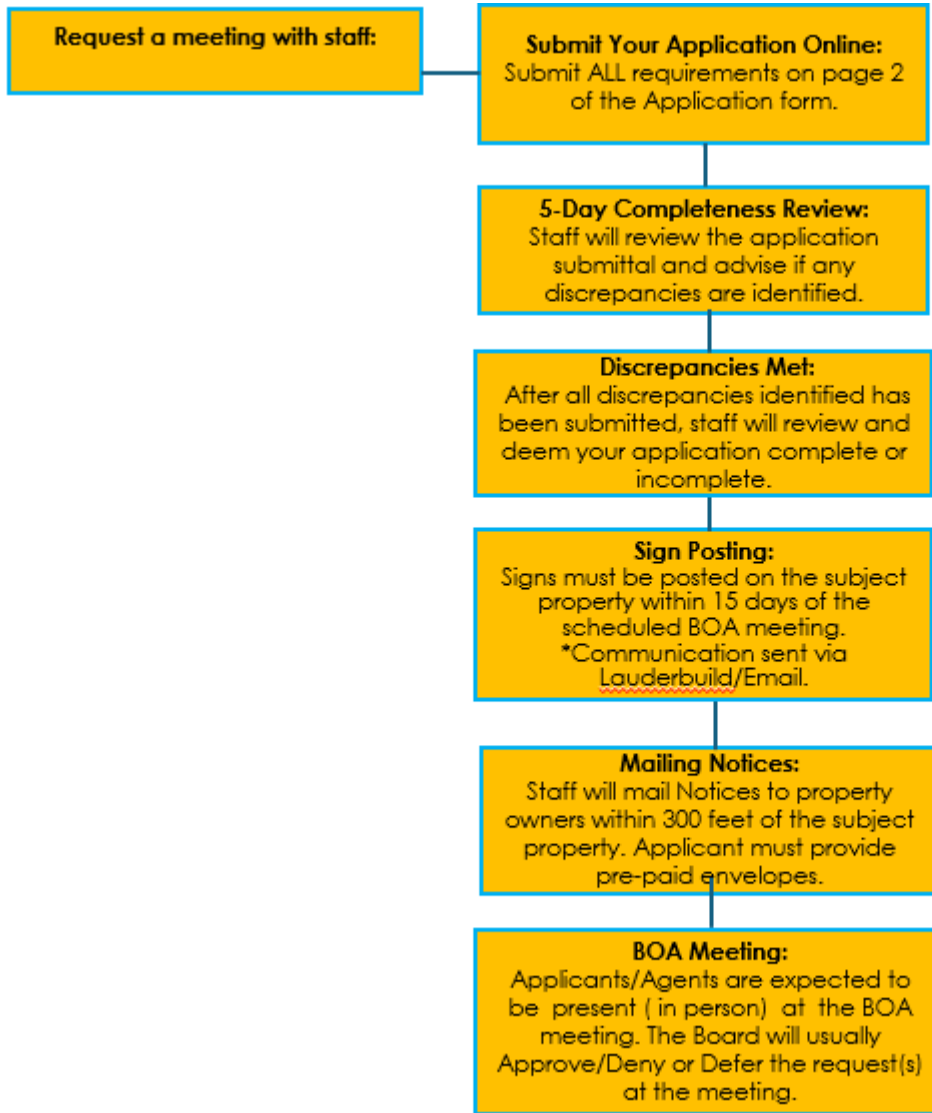 Request a meeting with staff:
Submit Your Application Online:
Submit ALL requirements on page 2
of the Application form.
5-Day Completeness Review:
Staff will review the application
submittal and advise if any
discrepancies are identified.
Discrepancies Met:
After all discrepancies identified has
been submitted, staff will review and
deem your application complete or
incomplete.
Sign Posting:
Signs must be posted on the subject
property within 15 days of the
scheduled BOA meeting.
*Communication sent via
Lauderbuild/Email.
Mailing Notices:
Staff will mail Notices to property
owners within 300 feet of the subject
property. Applicant must provide
pre-paid envelopes.
BOA Meeting:
Applicants/Agents are expected to
be present ( in person) at the BOA
meeting. The Board will usually
Approve/Deny or Defer the request(s)
at the meeting.